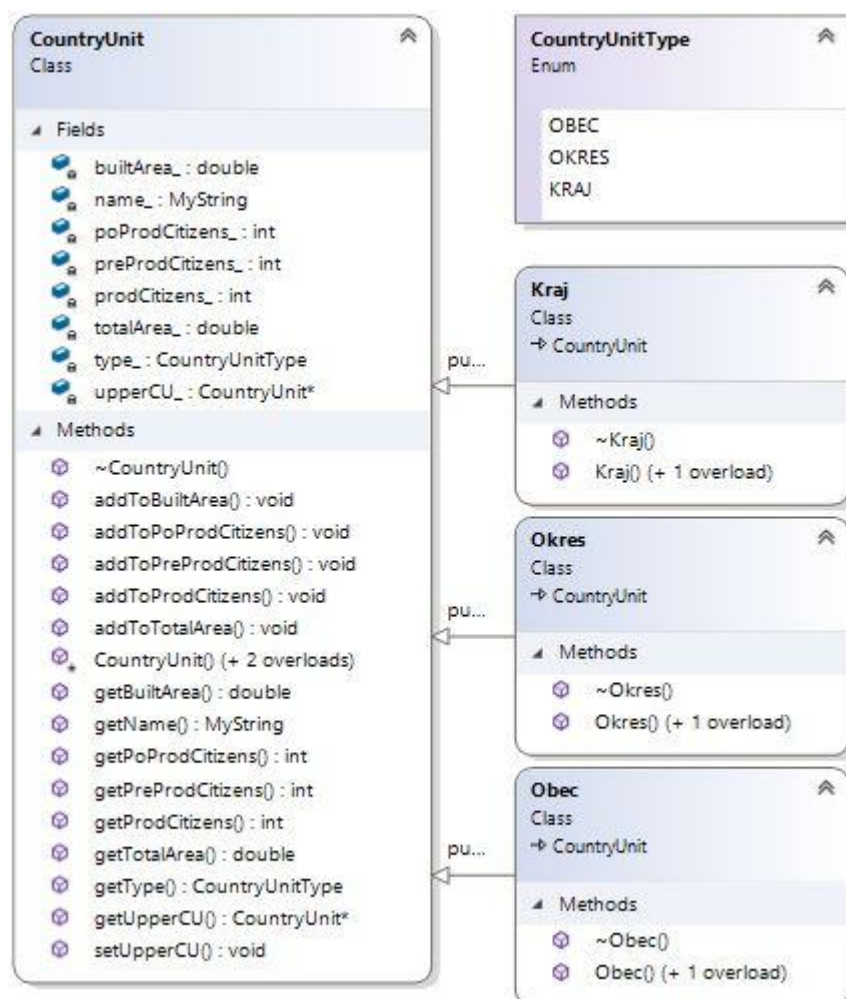 CountryUnit
Class
Fields
builtArea_ : double
name_ : MyString
poProdCitizens_ : int
preProdCitizens_ : int
prodCitizens_ : int
totalArea_ : double
type_ : CountryUnitType
upperCU_ : CountryUnit*
Methods
~CountryUnit()
addToBuiltArea() : void
addToPoProdCitizens() : void
addToPreProdCitizens() : void
addToProdCitizens() : void
addToTotalArea() : void
CountryUnit() (+ 2 overloads)
getBuiltArea() : double
getName() : MyString
getPoProdCitizens() : int
getPreProdCitizens() : int
getProdCitizens() : int
getTotalArea() : double
getType() : CountryUnitType
getUpperCU() : CountryUnit*
setUpperCU() : void
CountryUnitType
Enum
OBEC
OKRES
KRAJ
pu...
Kraj
Class
CountryUnit
Methods
~Kraj()
Kraj() (+ 1 overload)
pu...
Okres
Class
CountryUnit
Methods
~Okres()
Okres() (+ 1 overload)
pu...
Obec
Class
CountryUnit
Methods
~Obec()
Obec() (+ 1 overload)